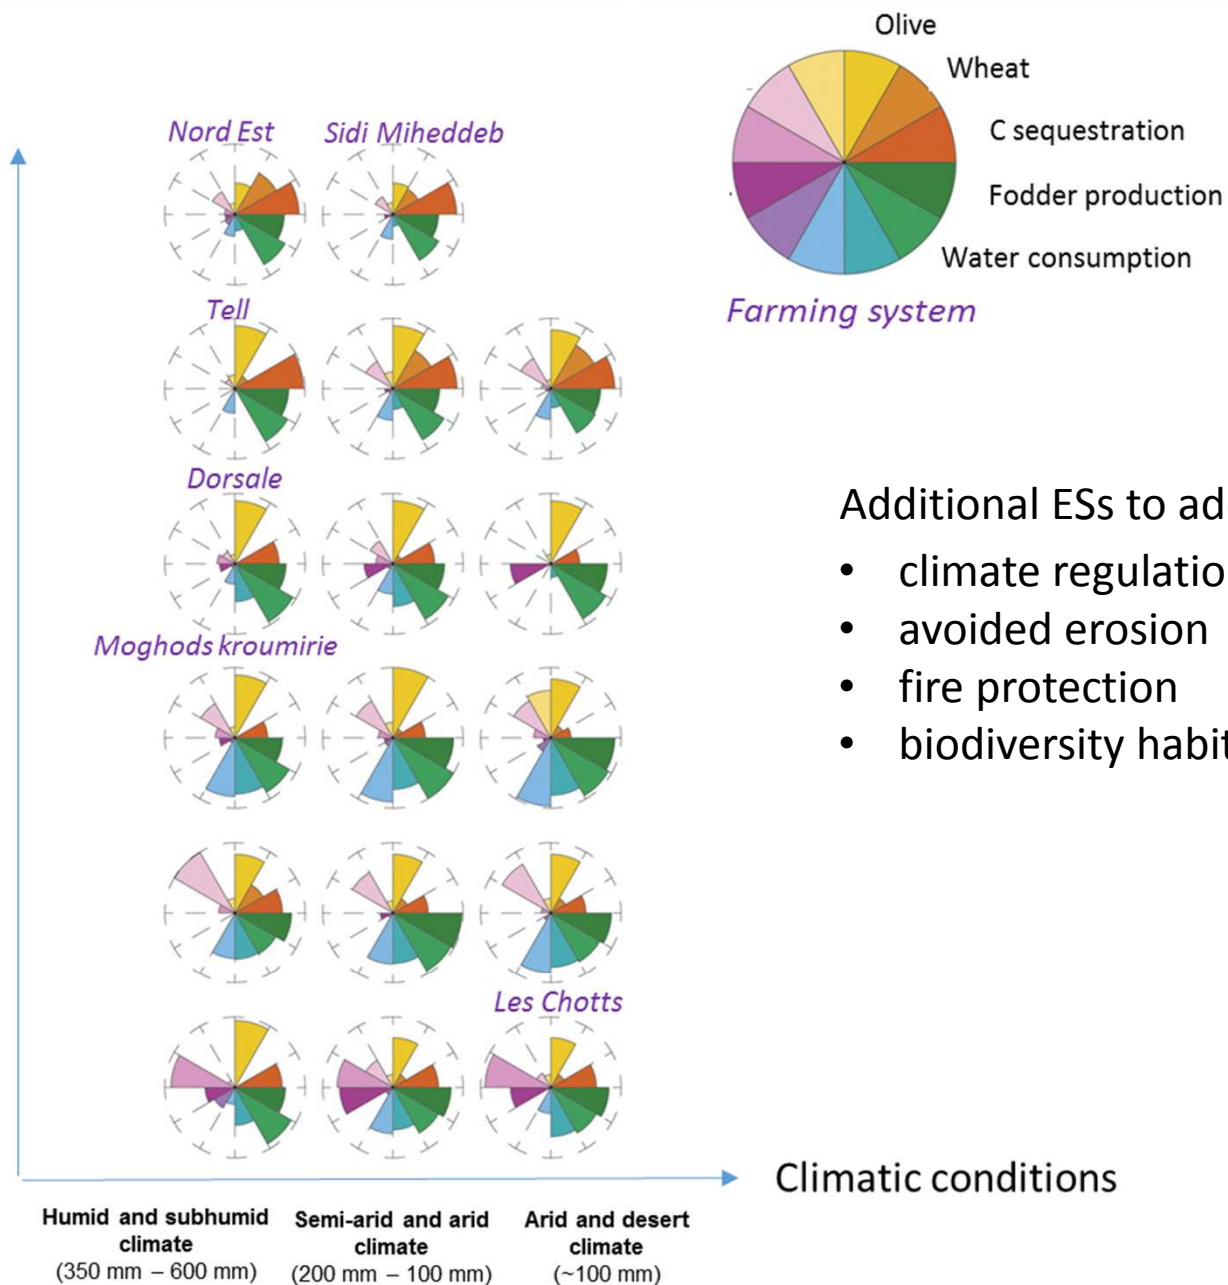 Olive
Wheat
C sequestration
Fodder production
Water consumption
Farming system
Nord Est
Sidi Miheddeb
Tell
Dorsale
Moghods kroumirie
Les Chotts
Additional ESs to ad
• climate regulatio
• avoided erosion
• fire protection
• biodiversity habit
Climatic conditions
Humid and subhumid
climate
(350 mm – 600 mm)
Semi-arid and arid
climate
(200 mm – 100 mm)
Arid and desert
climate
(~100 mm)